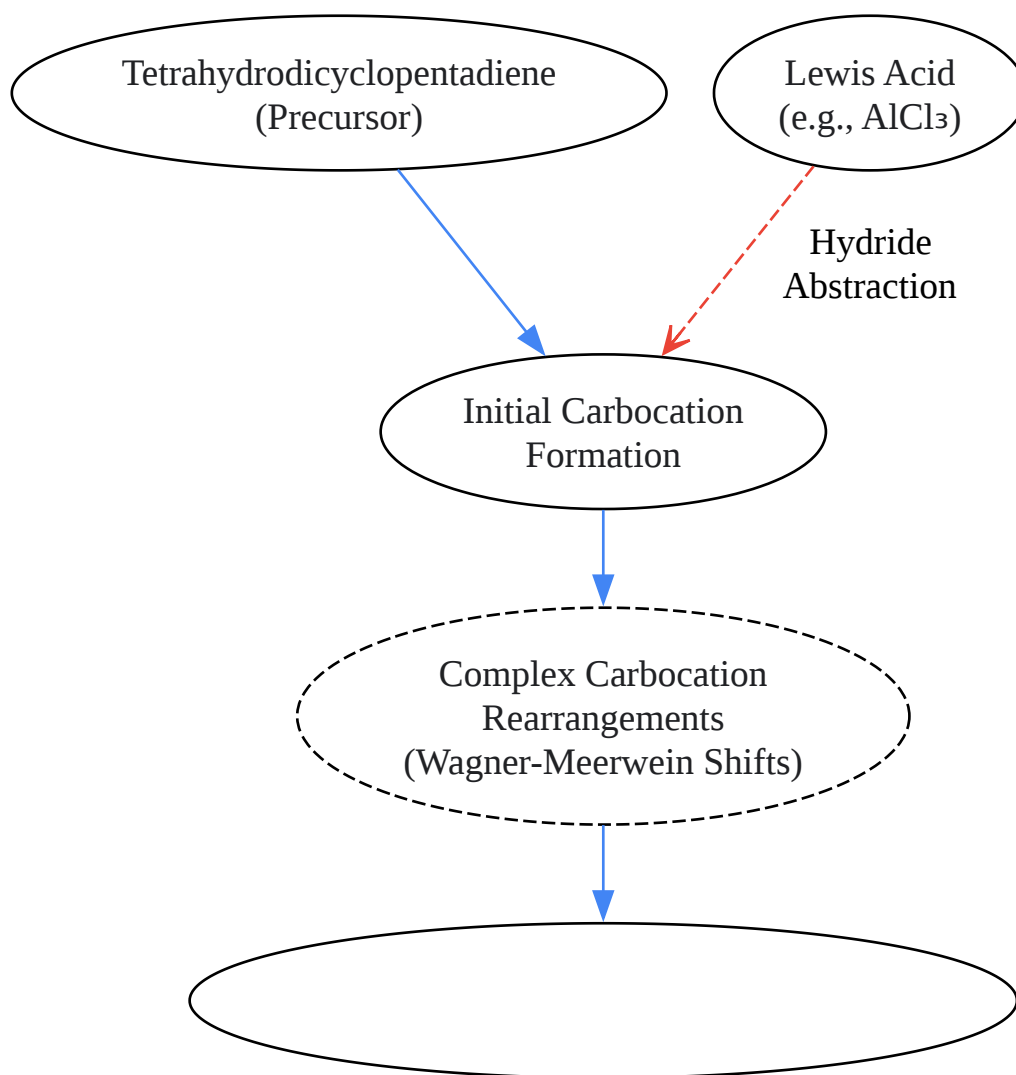 Tetrahydrodicyclopentadiene
(Precursor)
Lewis Acid
(e.g., AlCl₃)
Hydride
Abstraction
Initial Carbocation
Formation
Complex Carbocation
Rearrangements
(Wagner-Meerwein Shifts)